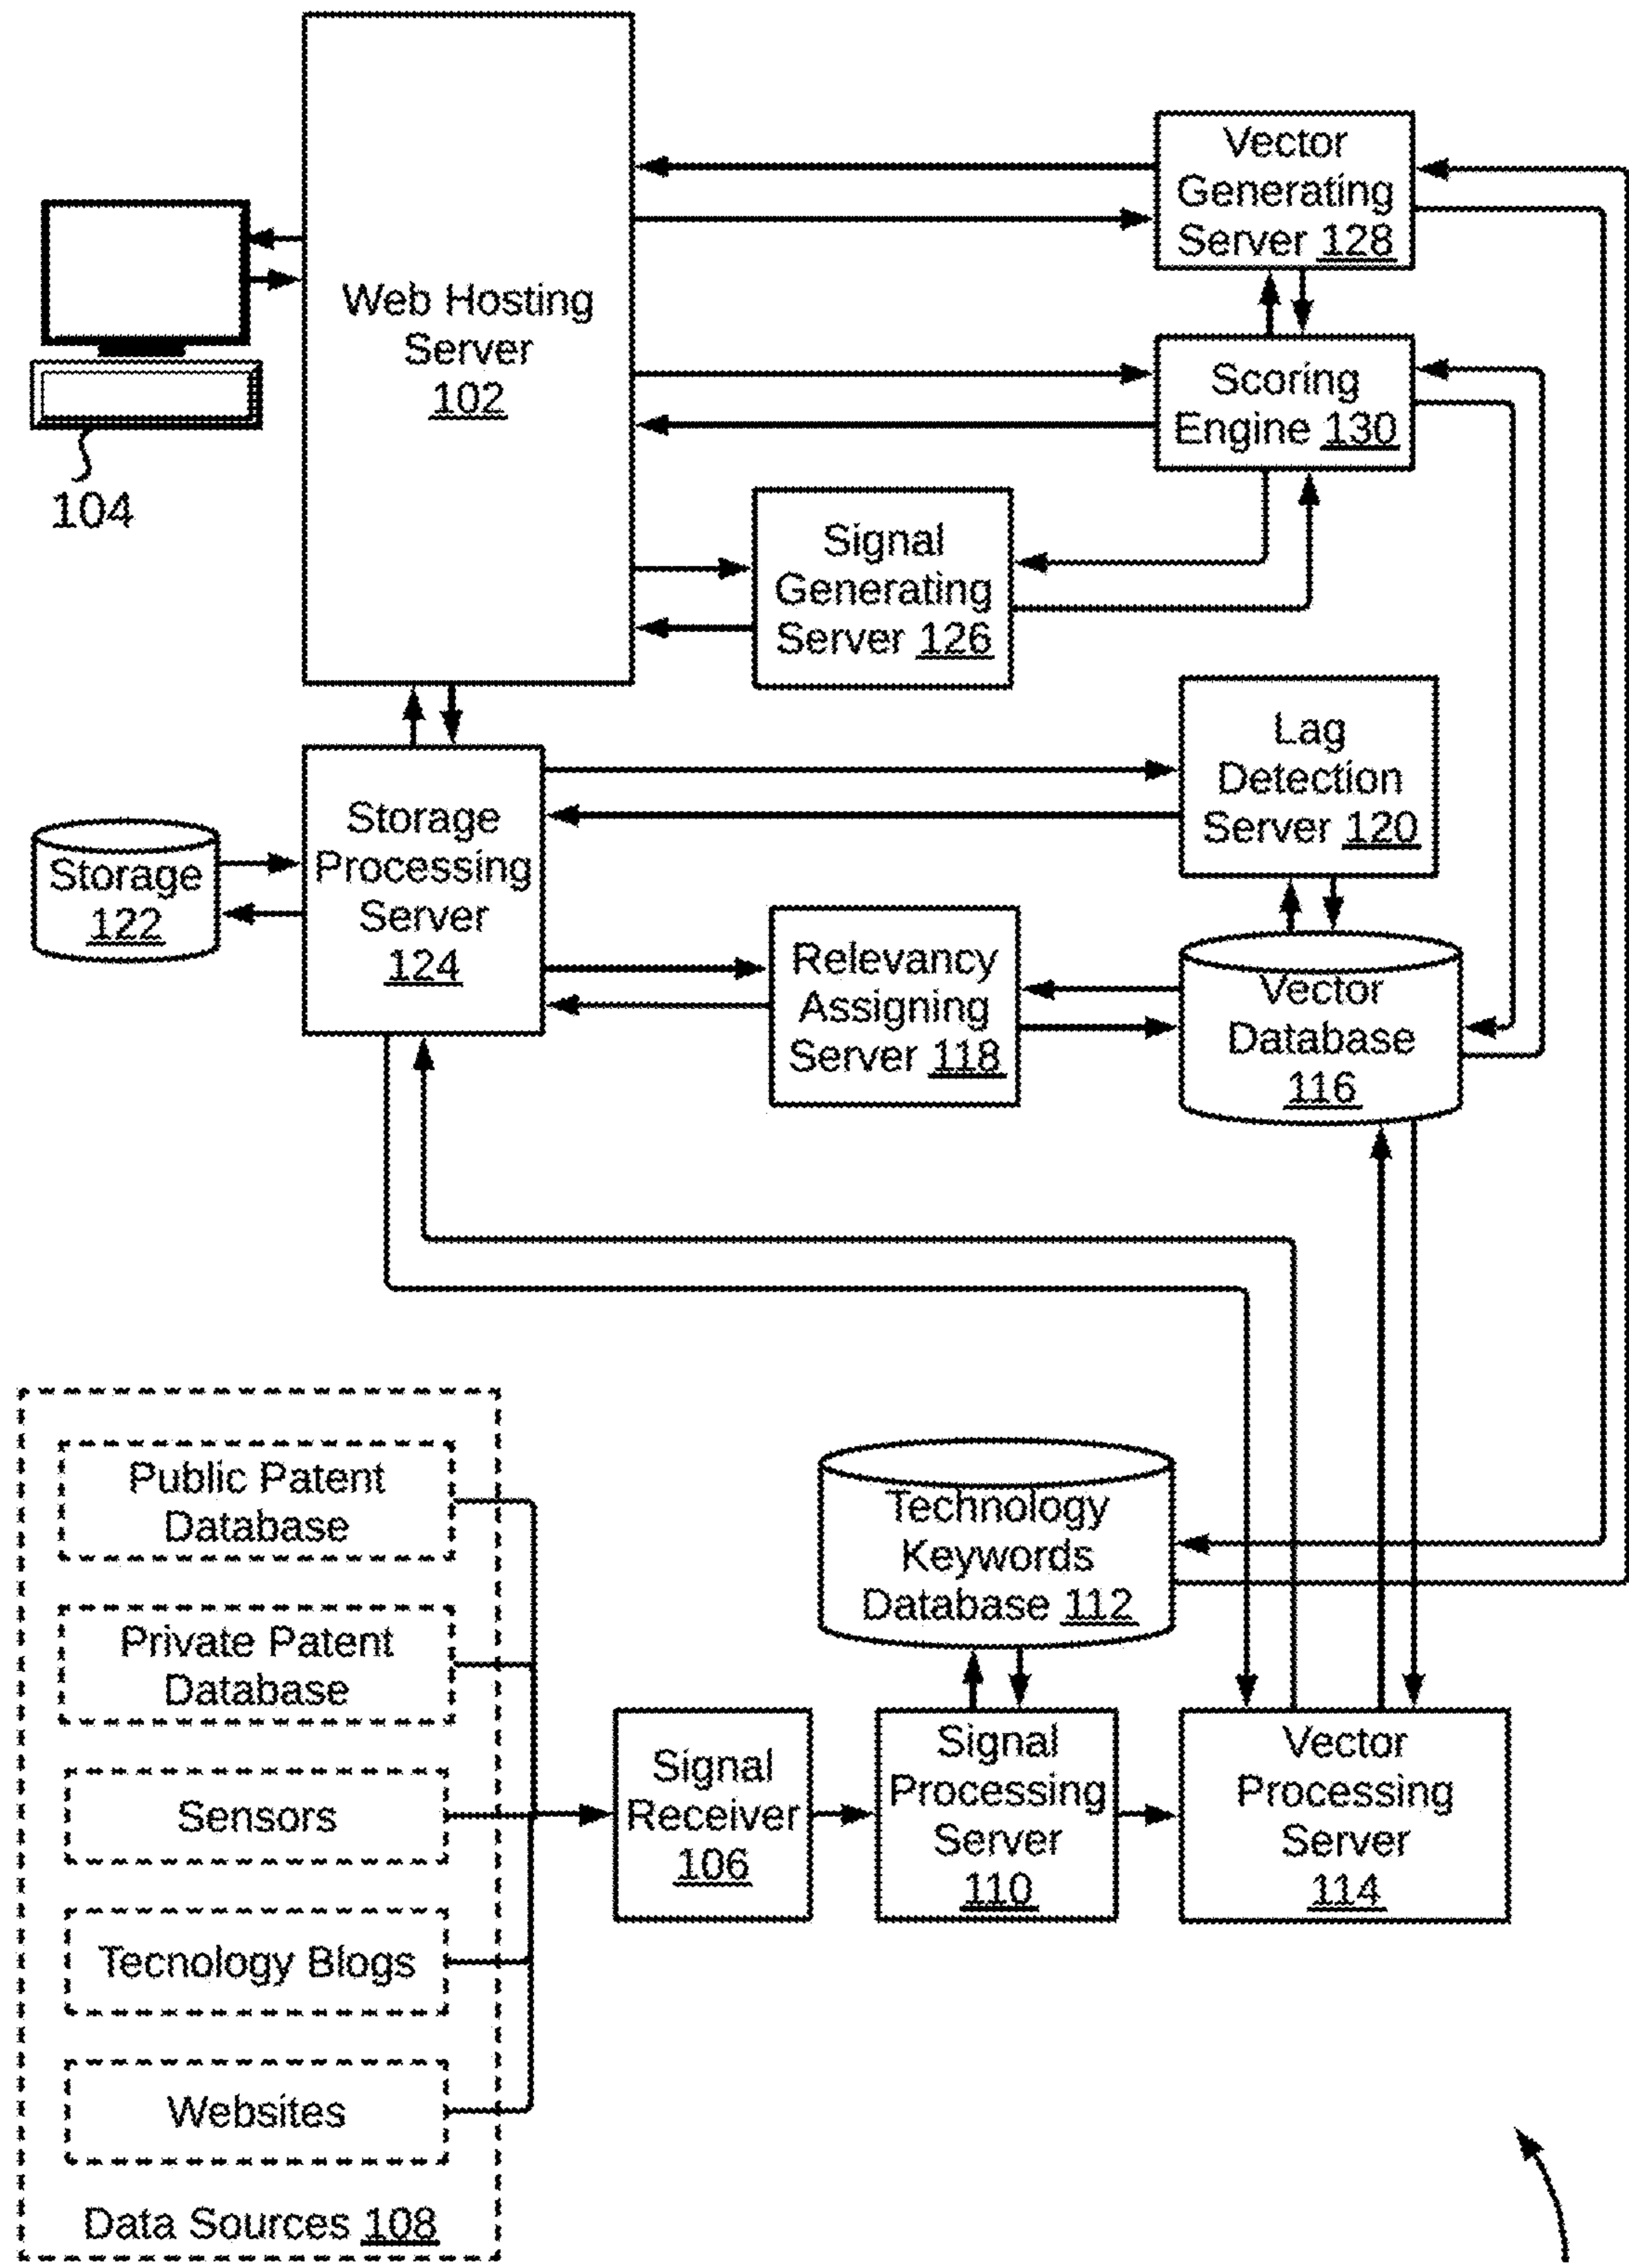 Web Hosting
Server
102
104
Vector
Generating
Server 128
Scoring
Engine 130
Signal
Generating
Server 126
Lag
Detection
Server 120
Storage
122
Storage
Processing
Server
124
Relevancy
Assigning
Server 118
Vector
Database
116
Public Patent
Database
Private Patent
Database
Sensors
Tecnology Blogs
Websites
Data Sources 108
Technology
Keywords
Database 112
Signal
Receiver
106
Signal
Processing
Server
110
Vector
Processing
Server
114